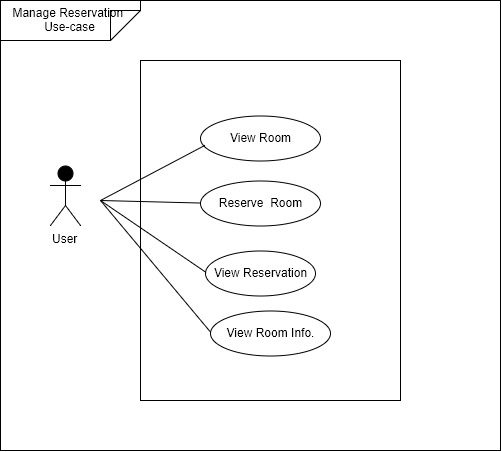 Manage Reservation
Use-case
View Room
Reserve Room
View Reservation
View Room Info.
User